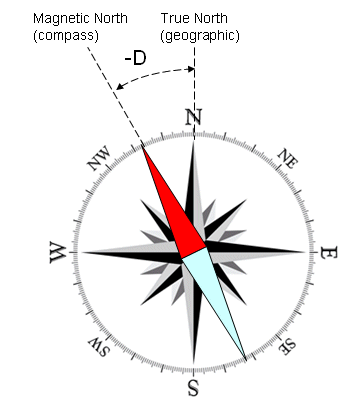 Magnetic North
(compass)
True North
(geographic)
-D
N
NW
NE
W
E
SW
SE
S